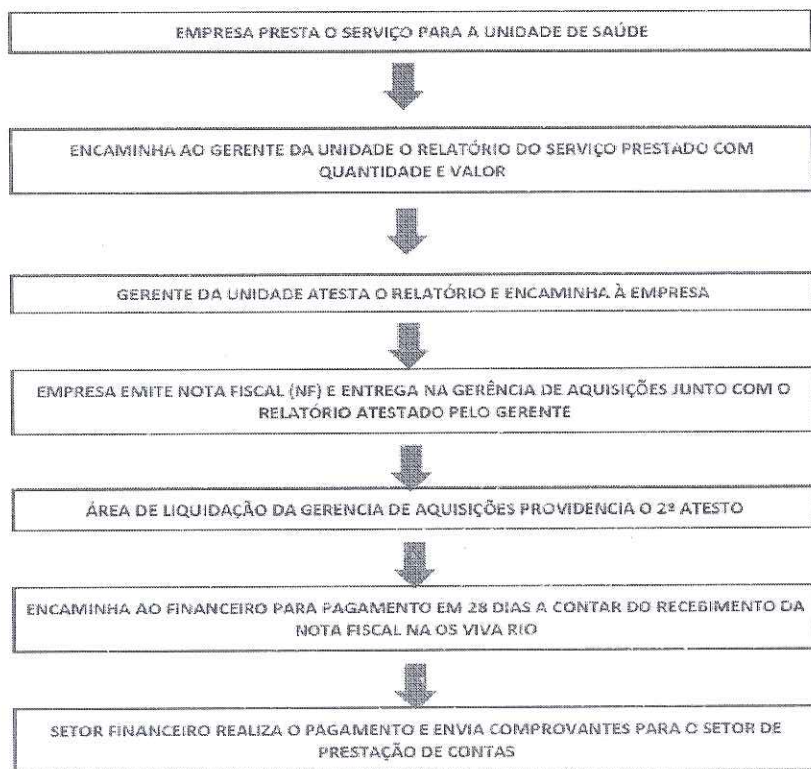 EMPRESA PRESTA O SERVIÇO PARA A UNIDADE DE SAÚDE
ENCAMINHA AO GERENTE DA UNIDADE O RELATÓRIO DO SERVIÇO PRESTADO COM
QUANTIDADE E VALOR
GERENTE DA UNIDADE ATESTA O RELATÓRIO E ENCAMINHA À EMPRESA
EMPRESA EMITE NOTA FISCAL (NF) E ENTREGA NA GERÊNCIA DE AQUISIÇÕES JUNTO COM O
RELATÓRIO ATESTADO PELO GERENTE
ÁREA DE LIQUIDAÇÃO DA GERENCIA DE AQUISIÇÕES PROVIDENCIA O 2º ATESTO
ENCAMINHA AO FINANCEIRO PARA PAGAMENTO EM 28 DIAS A CONTAR DO RECEBIMENTO DA
NOTA FISCAL NA OS VIVA RIO
SETOR FINANCEIRO REALIZA O PAGAMENTO E ENVIA COMPROVANTES PARA O SETOR DE
PRESTAÇÃO DE CONTAS